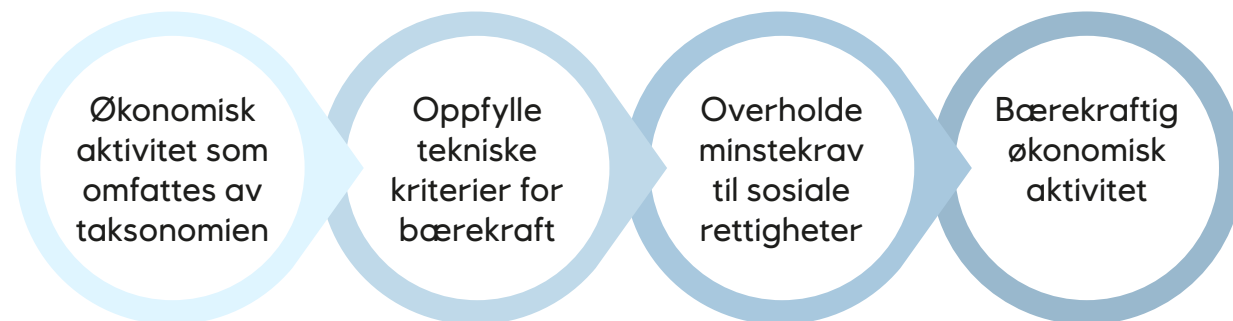 Økonomisk
aktivitet som
omfattes av
taksonomien
Oppfylle
tekniske
kriterier for
bærekraft
Overholde
minstekrav
til sosiale
rettigheter
Bærekraftig
økonomisk
aktivitet